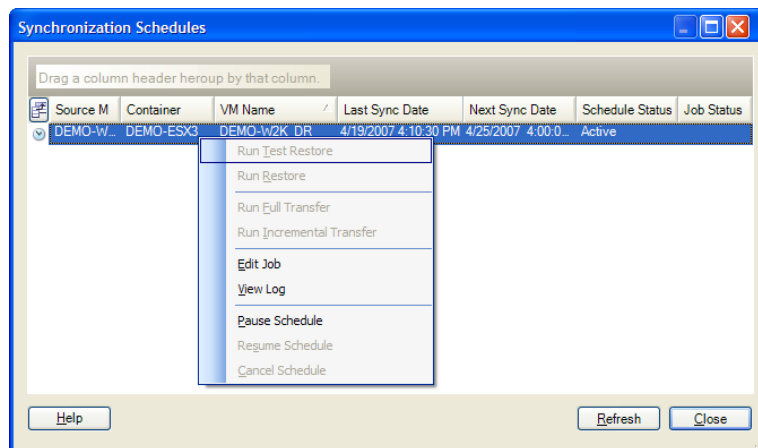 Synchronization Schedules
Drag a column header heroup by that column.
Source M Container VM Name Last Sync Date Next Sync Date Schedule Status Job Status
DEMO-W... DEMO-ESX3 DEMO-W2K DR 4/19/2007 4:10:30 PM 4/25/2007 4:00:0... Active
Run Test Restore
Run Restore
Run Full Transfer
Run Incremental Transfer
Edit Job
View Log
Pause Schedule
Resume Schedule
Cancel Schedule
Help Refresh Close